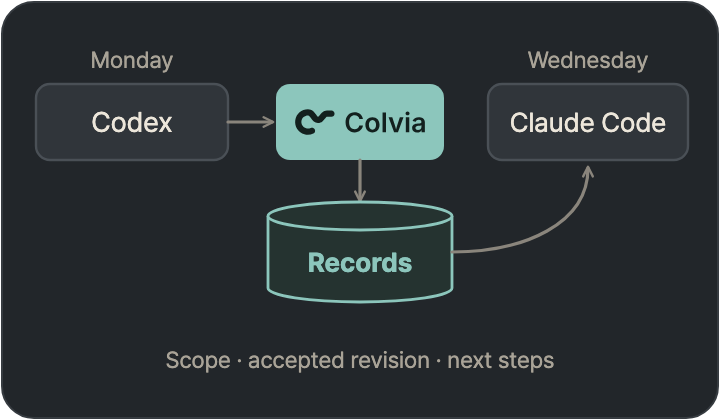 Monday
Wednesday
Codex
Colvia
Claude Code
Records
Scope · accepted revision · next steps